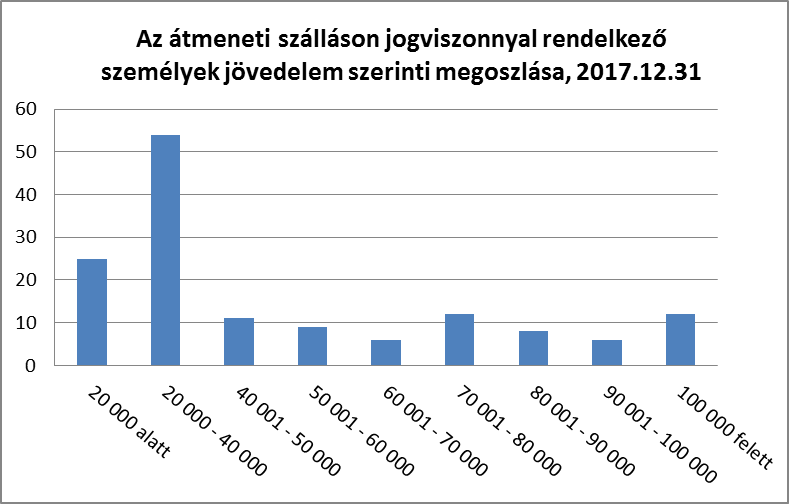 Az átmeneti szálláson jogviszonnyal rendelkező
személyek jövedelem szerinti megoszlása, 2017.12.31
60
50
40
30
20
10
0
20 000 alatt
20 000 - 40 000
40 001 - 50 000
50 001 - 60 000
60 001 - 70 000
70 001 - 80 000
80 001 - 90 000
90 001 - 100 000
100 000 felett